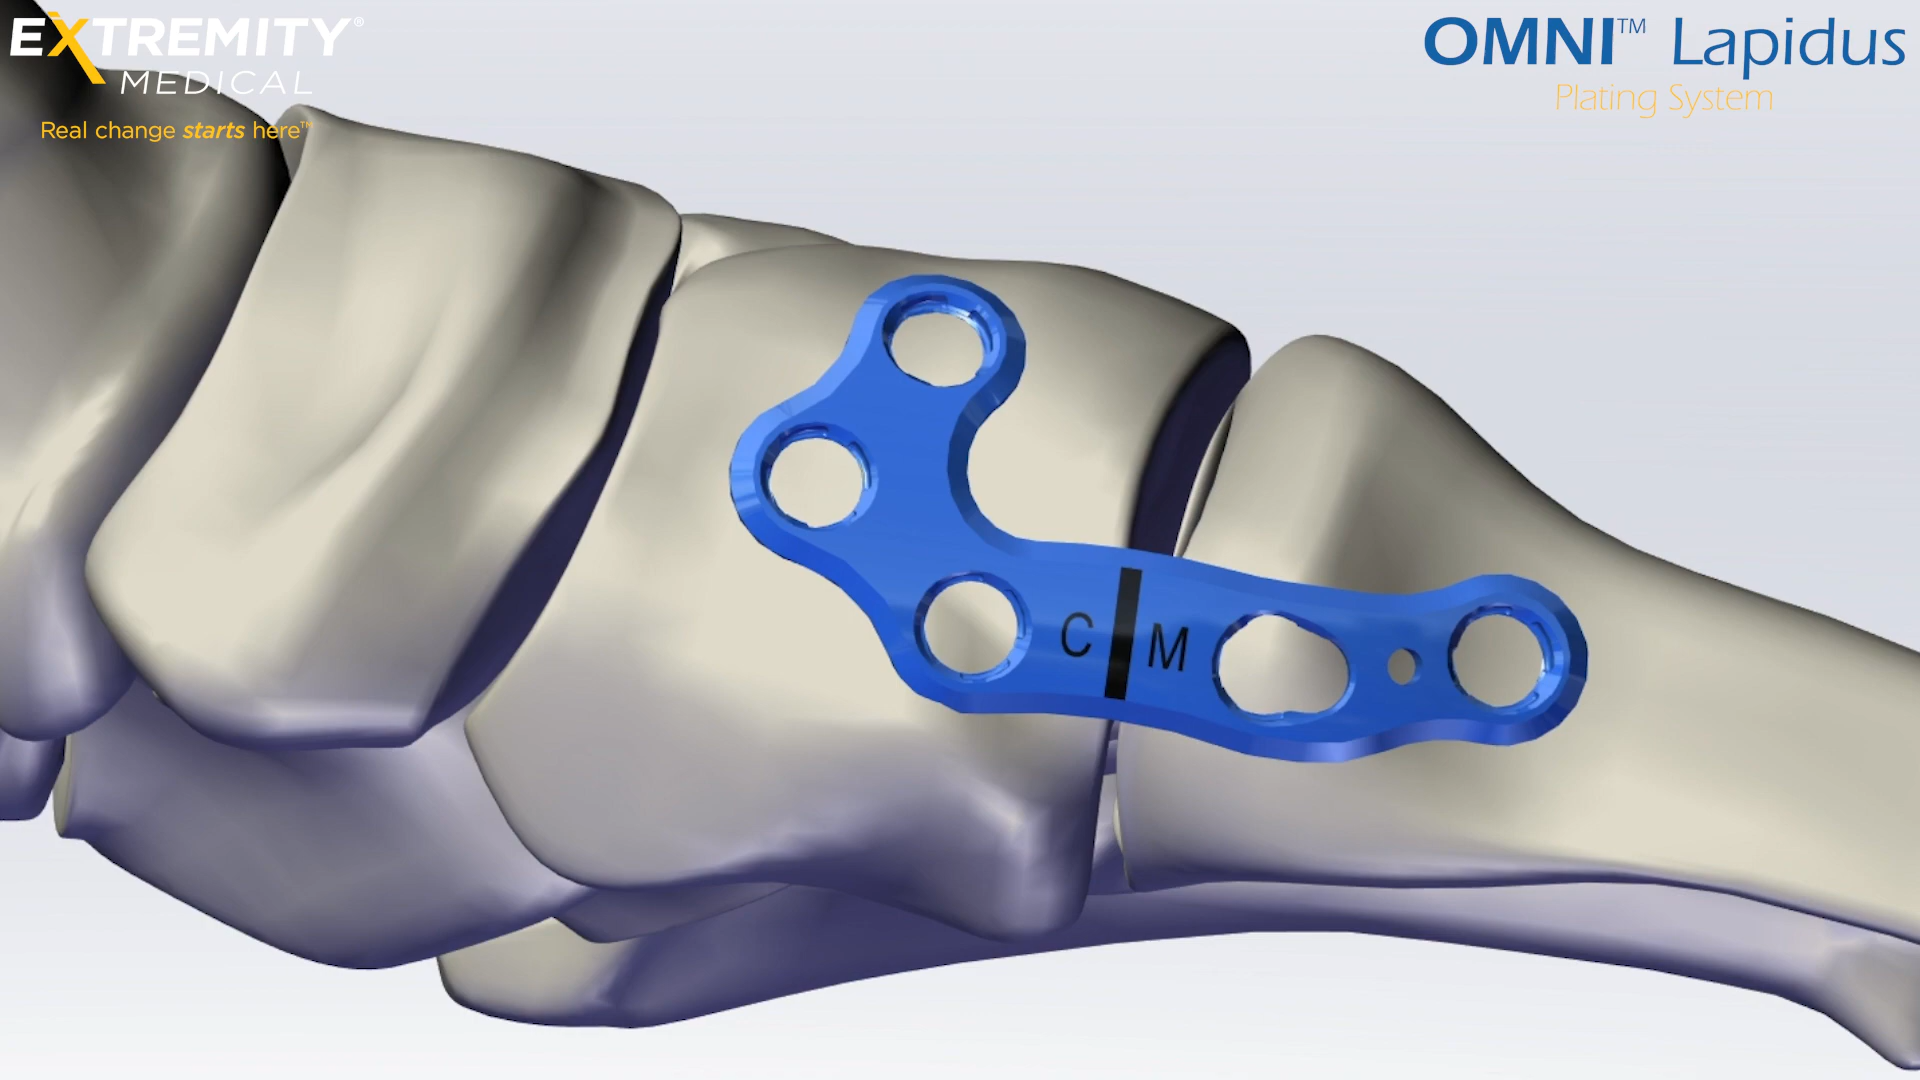 EXTREMITY®
MEDICAL
Real change starts here™
OMNI™ Lapidus
Plating System
C M